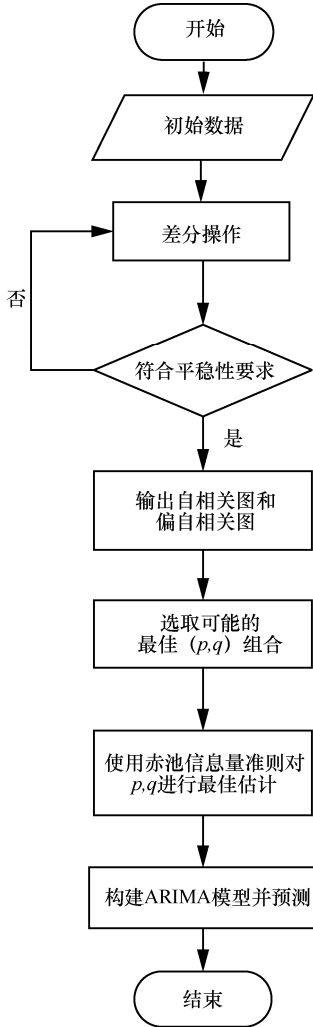 开始
初始数据
差分操作
否
符合平稳性要求
是
输出自相关图和
偏自相关图
选取可能的
最佳（p,q）组合
使用赤池信息量准则对
p,q进行最佳估计
构建ARIMA模型并预测
结束